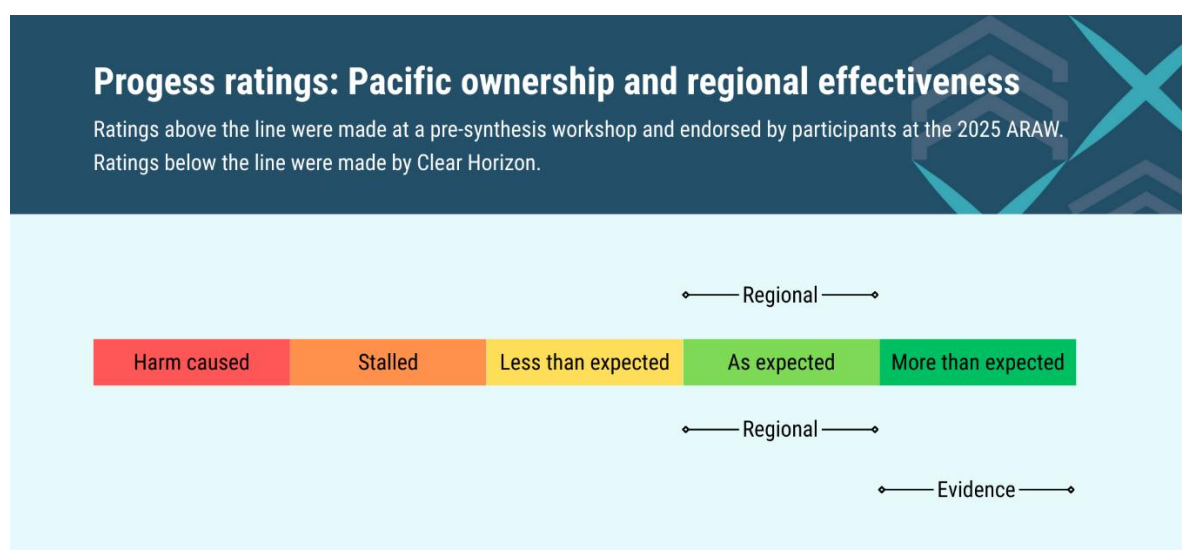 Progess ratings: Pacific ownership and regional effectiveness
Ratings above the line were made at a pre-synthesis workshop and endorsed by participants at the 2025 ARAW.
Ratings below the line were made by Clear Horizon.
Regional
Harm caused Stalled Less than expected As expected More than expected
Regional
Evidence